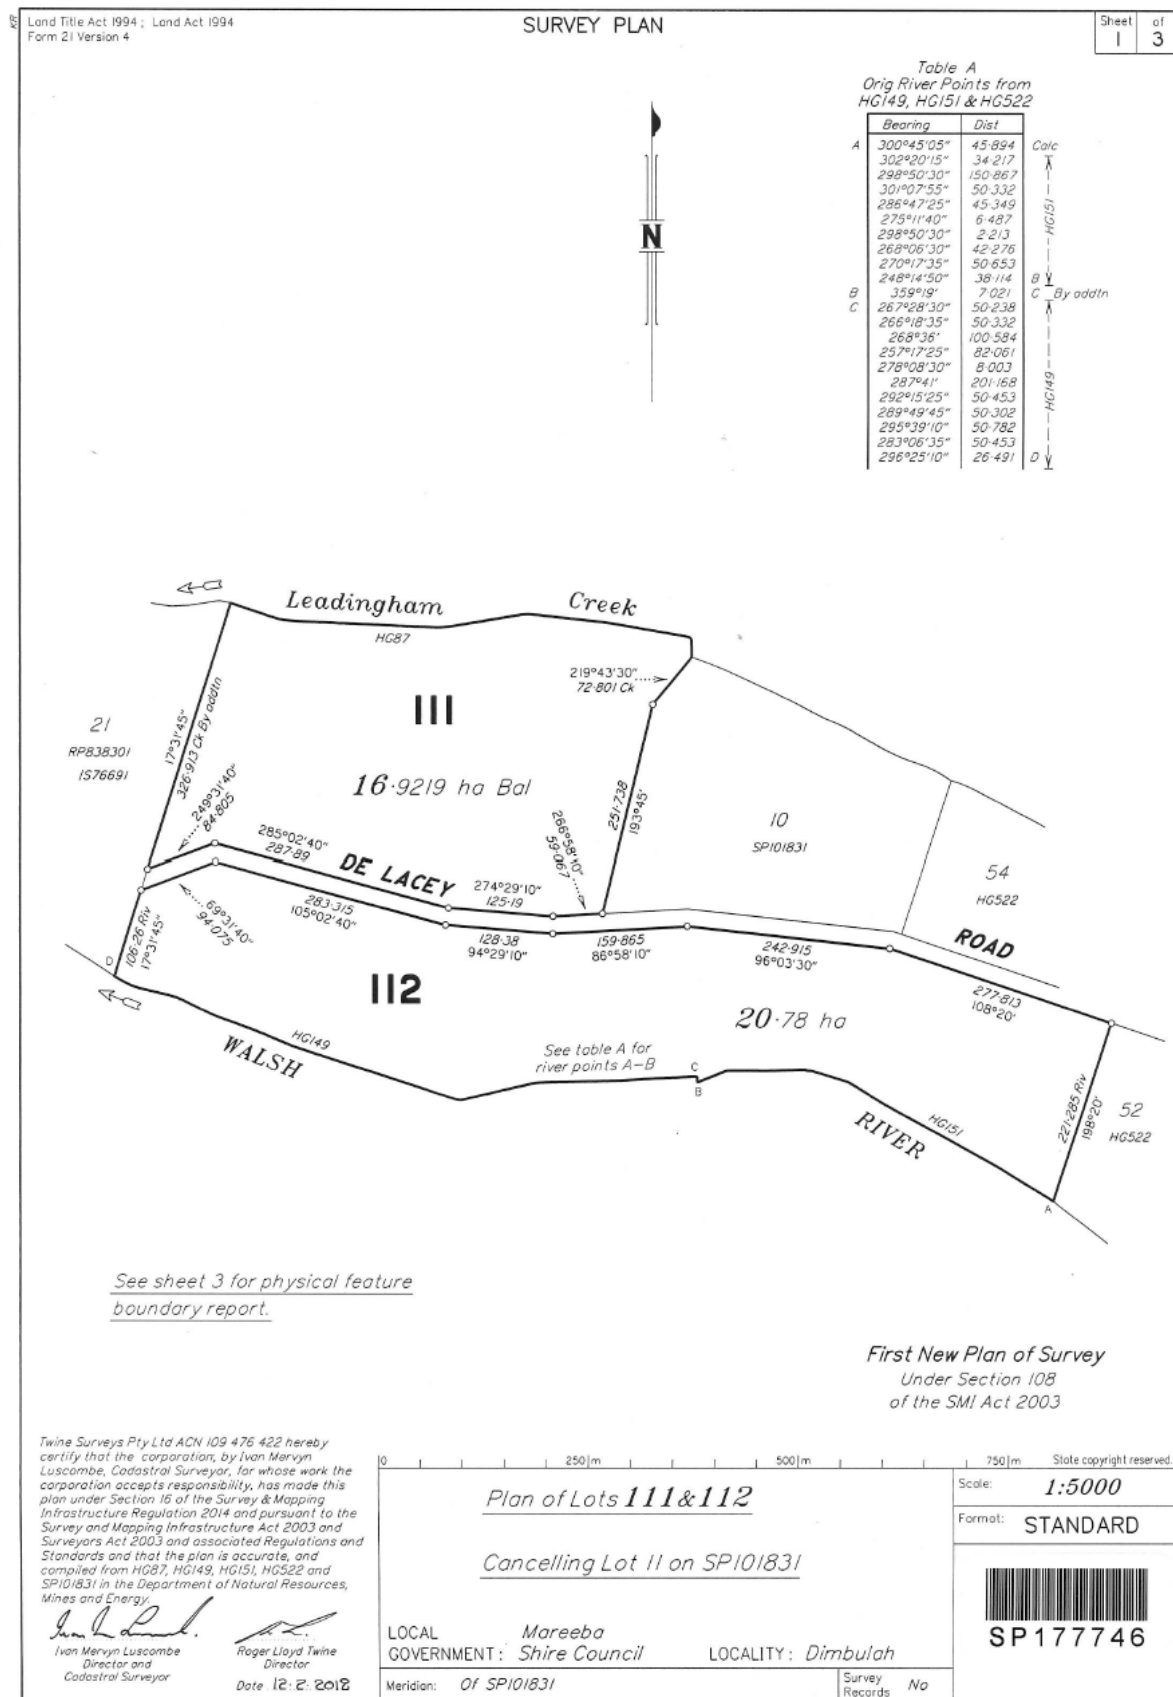 KR
Land Title Act 1994 ; Land Act 1994
Form 21 Version 4
SURVEY PLAN
Sheet of
1 3
Table A
Orig River Points from
HG149, HG151 & HG522
Bearing Dist
A 300°45'05" 45·894 Calc
302°20'15" 34·217
298°50'30" 150·867
301°07'55" 50·332
286°47'25" 45·349
275°11'40" 6·487
298°50'30" 2·213
268°06'30" 42·276
270°17'35" 50·653
248°14'50" 38·114 B
HG151
B 359°19' 7·021 C By addtn
C 267°28'30" 50·238
266°18'35" 50·332
268°36' 100·584
257°17'25" 82·061
278°08'30" 8·003
287°41' 201·168
292°15'25" 50·453
289°49'45" 50·302
295°39'10" 50·782
283°06'35" 50·453
296°25'10" 26·491 D
HG149
N
Leadingham Creek
HG87
219°43'30"
72·801 Ck
111
16·9219 ha Bal
21
RP838301
IS76691
17°31'45"
326·913 Ck By addtn
249°31'40"
84·805
285°02'40"
287·89
DE LACEY
266°58'10"
59·067
251·738
193°45'
10
SP101831
54
HG522
274°29'10"
125·19
ROAD
69°31'40"
94·075
283·315
105°02'40"
128·38
94°29'10"
159·865
86°58'10"
242·915
96°03'30"
277·813
108°20'
106·26 Riv
17°31'45"
D
112
20·78 ha
HG149
WALSH
See table A for
river points A-B
C
B
RIVER
HG151
221·285 Riv
198°20'
52
HG522
A
See sheet 3 for physical feature
boundary report.
First New Plan of Survey
Under Section 108
of the SMI Act 2003
Twine Surveys Pty Ltd ACN 109 476 422 hereby
certify that the corporation, by Ivan Mervyn
Luscombe, Cadastral Surveyor, for whose work the
corporation accepts responsibility, has made this
plan under Section 16 of the Survey & Mapping
Infrastructure Regulation 2014 and pursuant to the
Survey and Mapping Infrastructure Act 2003 and
Surveyors Act 2003 and associated Regulations and
Standards and that the plan is accurate, and
compiled from HG87, HG149, HG151, HG522 and
SP101831 in the Department of Natural Resources,
Mines and Energy.
Ivan Mervyn Luscombe
Director and
Cadastral Surveyor
Roger Lloyd Twine
Director
Date 12·2·2018
0 250 m 500 m 750 m State copyright reserved.
Plan of Lots 111 & 112
Cancelling Lot 11 on SP101831
Scale: 1:5000
Format: STANDARD
SP177746
LOCAL Mareeba
GOVERNMENT : Shire Council LOCALITY : Dimbulah
Meridian: Of SP101831 Survey
Records No